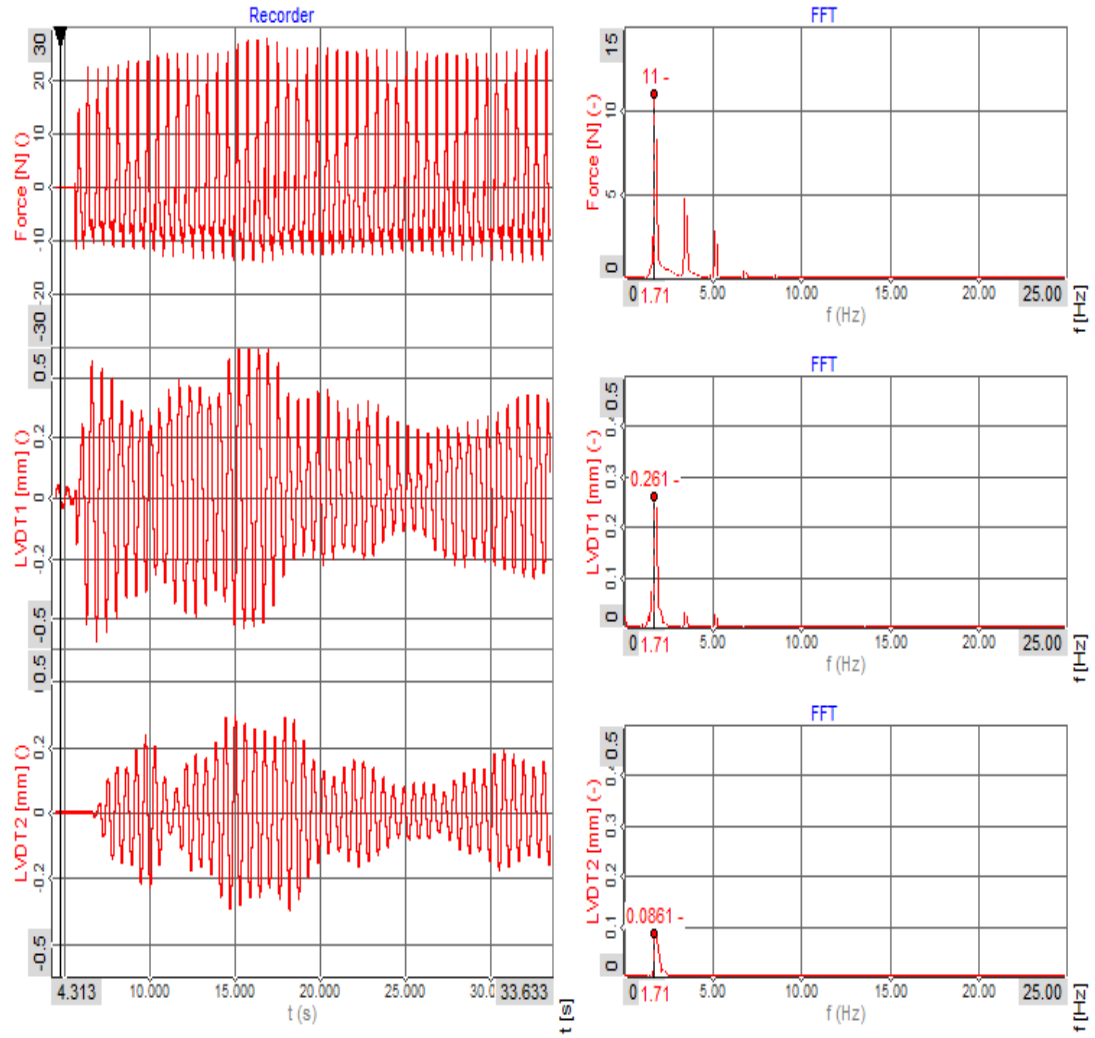 Recorder
Force [N] ()
30
20
10
0
-10
-20
-30
LVDT1 [mm] ()
0.5
0.2
0
-0.2
-0.5
LVDT2 [mm] ()
0.5
0.2
0
-0.2
-0.5
4.313 10.000 15.000 20.000 25.000 30.0 33.633
t (s)
t [s]
FFT
Force [N] (-)
15
10
5
0
11 -
0 1.71 5.00 10.00 15.00 20.00 25.00
f (Hz)
f [Hz]
FFT
LVDT1 [mm] (-)
0.5
0.4
0.3
0.2
0.1
0
0.261 -
0 1.71 5.00 10.00 15.00 20.00 25.00
f (Hz)
f [Hz]
FFT
LVDT2 [mm] (-)
0.5
0.4
0.3
0.2
0.1
0
0.0861 -
0 1.71 5.00 10.00 15.00 20.00 25.00
f (Hz)
f [Hz]